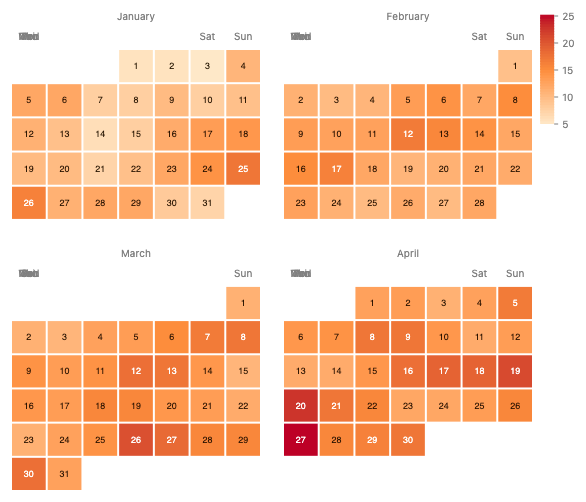 January
Sat Sun
1 2 3 4
5 6 7 8 9 10 11
12 13 14 15 16 17 18
19 20 21 22 23 24 25
26 27 28 29 30 31
February
Sat Sun
1
2 3 4 5 6 7 8
9 10 11 12 13 14 15
16 17 18 19 20 21 22
23 24 25 26 27 28
25
20
15
10
5
March
Sun
1
2 3 4 5 6 7 8
9 10 11 12 13 14 15
16 17 18 19 20 21 22
23 24 25 26 27 28 29
30 31
April
Sat Sun
1 2 3 4 5
6 7 8 9 10 11 12
13 14 15 16 17 18 19
20 21 22 23 24 25 26
27 28 29 30